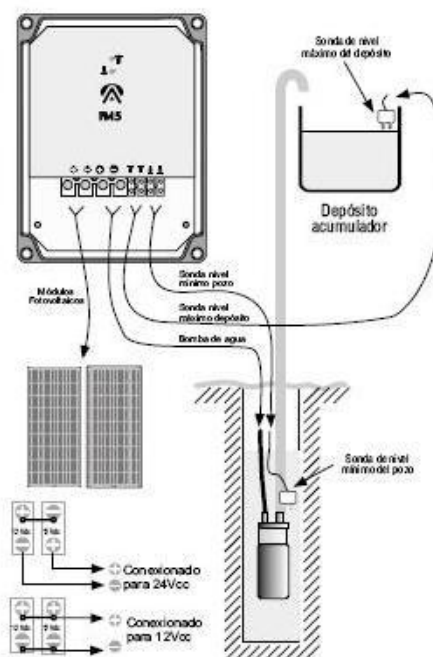 Sonda de nivel
máximo del depósito
PM5
Depósito
acumulador
Sonda nivel
mínimo pozo
Módulos
Fotovoltaicos
Sonda nivel
máximo depósito
Bomba de agua
Sonda de nivel
mínimo del pozo
Conexionado
para 24Vcc
Conexionado
para 12Vcc